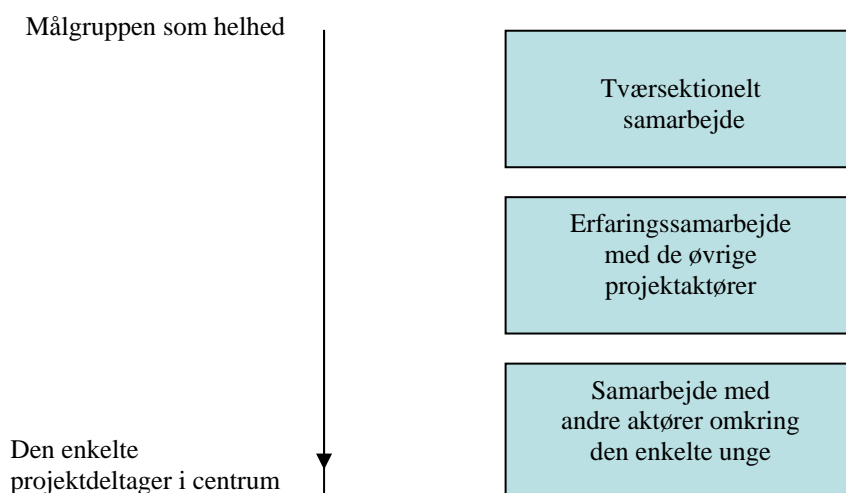 Målgruppen som helhed
Tværsektionelt
samarbejde
Erfaringssamarbejde
med de øvrige
projektaktører
Samarbejde med
andre aktører omkring
den enkelte unge
Den enkelte
projektdeltager i centrum